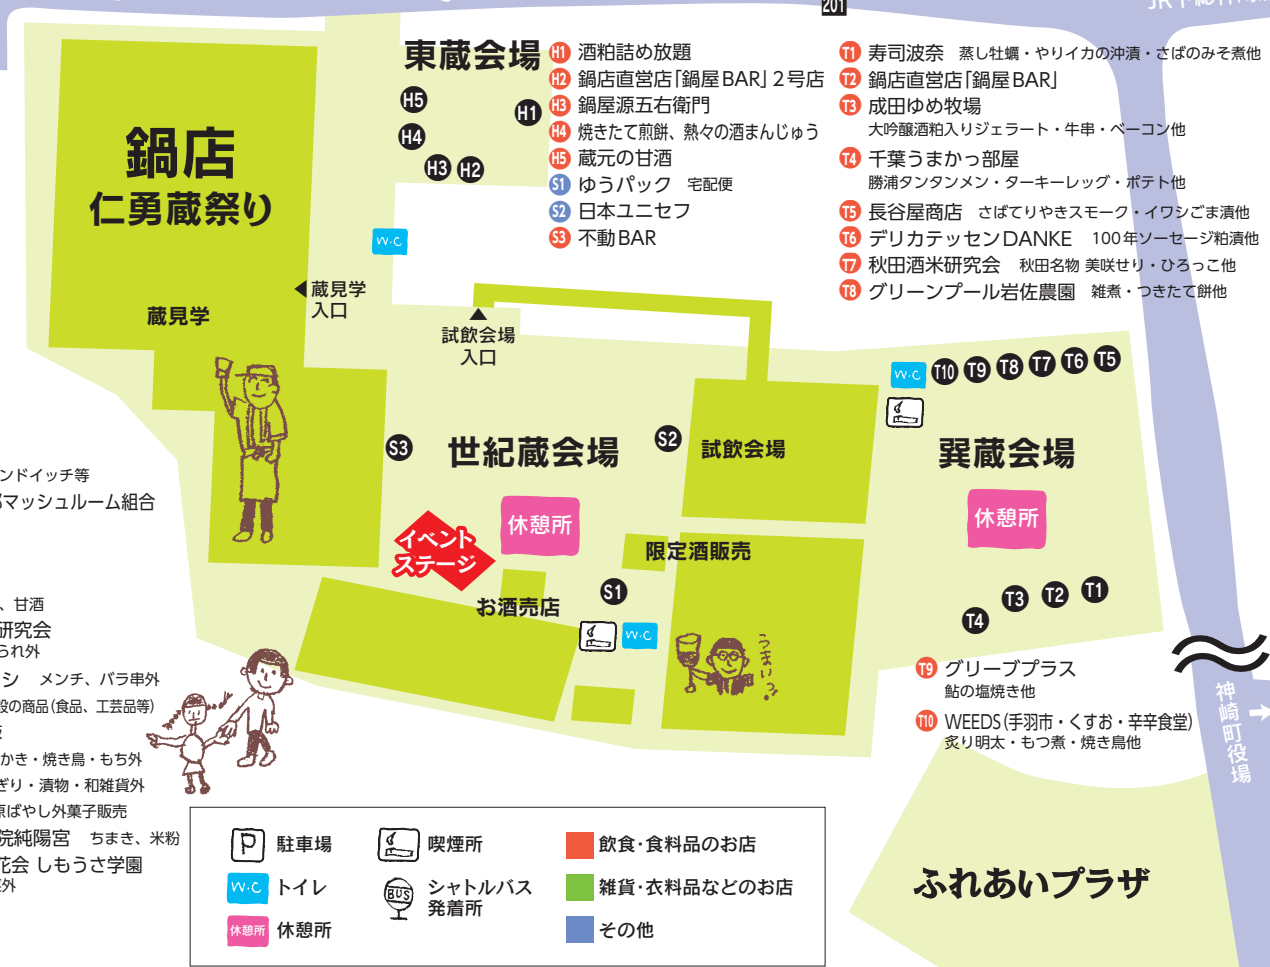 201
東蔵会場
H1 酒粕詰め放題
H2 鍋店直営店「鍋屋BAR」2号店
H3 鍋屋源五右衛門
H4 焼きたて煎餅、熱々の酒まんじゅう
H5 蔵元の甘酒
S1 ゆうパック 宅配便
S2 日本ユニセフ
S3 不動BAR
T1 寿司波奈 蒸し牡蠣・やりイカの沖漬・さばのみそ煮他
T2 鍋店直営店「鍋屋BAR」
T3 成田ゆめ牧場
大吟醸酒粕入りジェラート・牛串・ベーコン他
T4 千葉うまかっ部屋
勝浦タンタンメン・ターキーレッグ・ポテト他
T5 長谷屋商店 さばてりやきスモーク・イワシごま漬他
T6 デリカテッセンDANKE 100年ソーセージ粕漬他
T7 秋田酒米研究会 秋田名物 美咲せり・ひろっこ他
T8 グリーンプール岩佐農園 雑煮・つきたて餅他
H5
H1
H4
H3 H2
鍋店
仁勇蔵祭り
W.C
蔵見学
入口
蔵見学
試飲会場
入口
W.C T10 T9 T8 T7 T6 T5
S3
世紀蔵会場
S2
試飲会場
巽蔵会場
ンドイッチ等
マッシュルーム組合
休憩所
休憩所
イベント
ステージ
限定酒販売
お酒売店
S1
T4 T3 T2 T1
W.C
うまいっ!
、甘酒
研究会
られ外
シ メンチ、バラ串外
の商品(食品、工芸品等)
かき・焼き鳥・もち外
ぎり・漬物・和雑貨外
ばやし外菓子販売
院純陽宮 ちまき、米粉
花会 しもうさ学園
外
T9 グリーブプラス
鮎の塩焼き他
T10 WEEDS(手羽市・くすお・辛辛食堂)
炙り明太・もつ煮・焼き鳥他
神崎町役場
P 駐車場
W.C トイレ
休憩所 休憩所
喫煙所
BUS シャトルバス
発着所
飲食・食料品のお店
雑貨・衣料品などのお店
その他
ふれあいプラザ